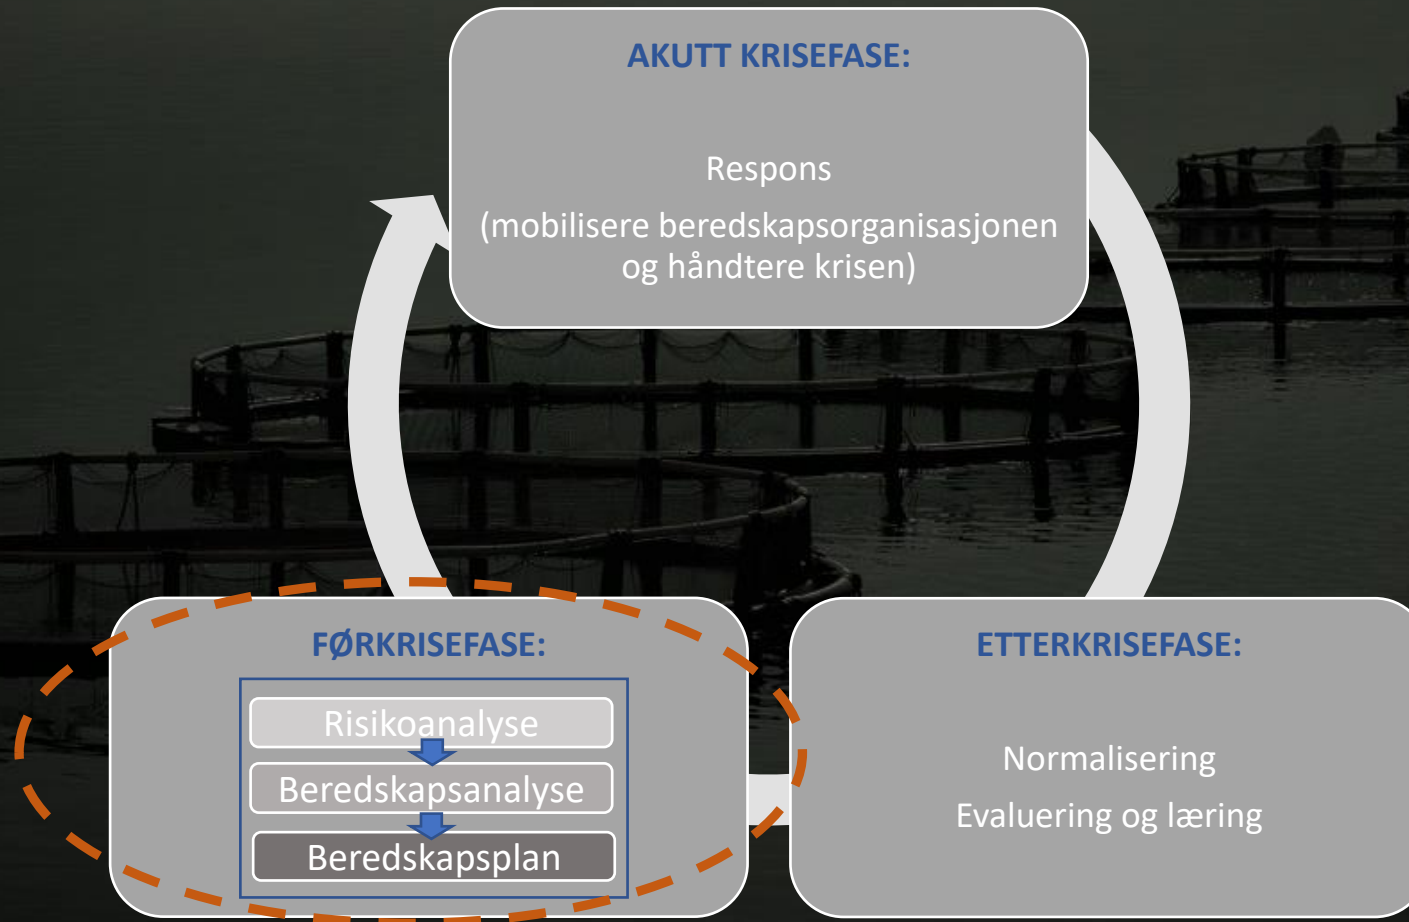 AKUTT KRISEFASE:
Respons
(mobilisere beredskapsorganisasjonen
og håndtere krisen)
FØRKRISEFASE:
Risikoanalyse
Beredskapsanalyse
Beredskapsplan
ETTERKRISEFASE:
Normalisering
Evaluering og læring